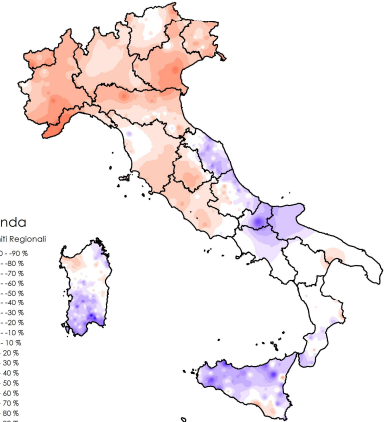 nda
iti Regionali
0 - -90 %
- -80 %
- -70 %
- -60 %
- -50 %
- -40 %
- -30 %
- -20 %
- -10 %
- 10 %
20 %
30 %
40 %
50 %
60 %
70 %
80 %